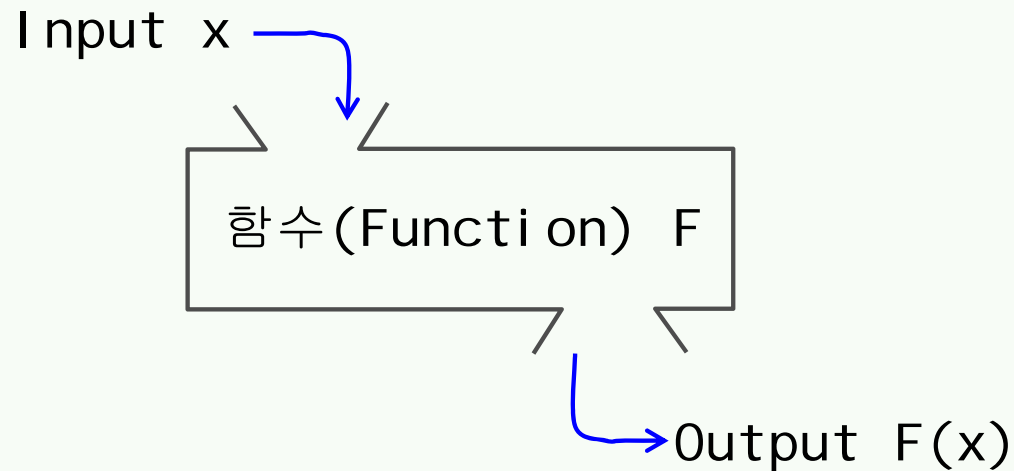 Input x
함수(Function) F
Output F(x)